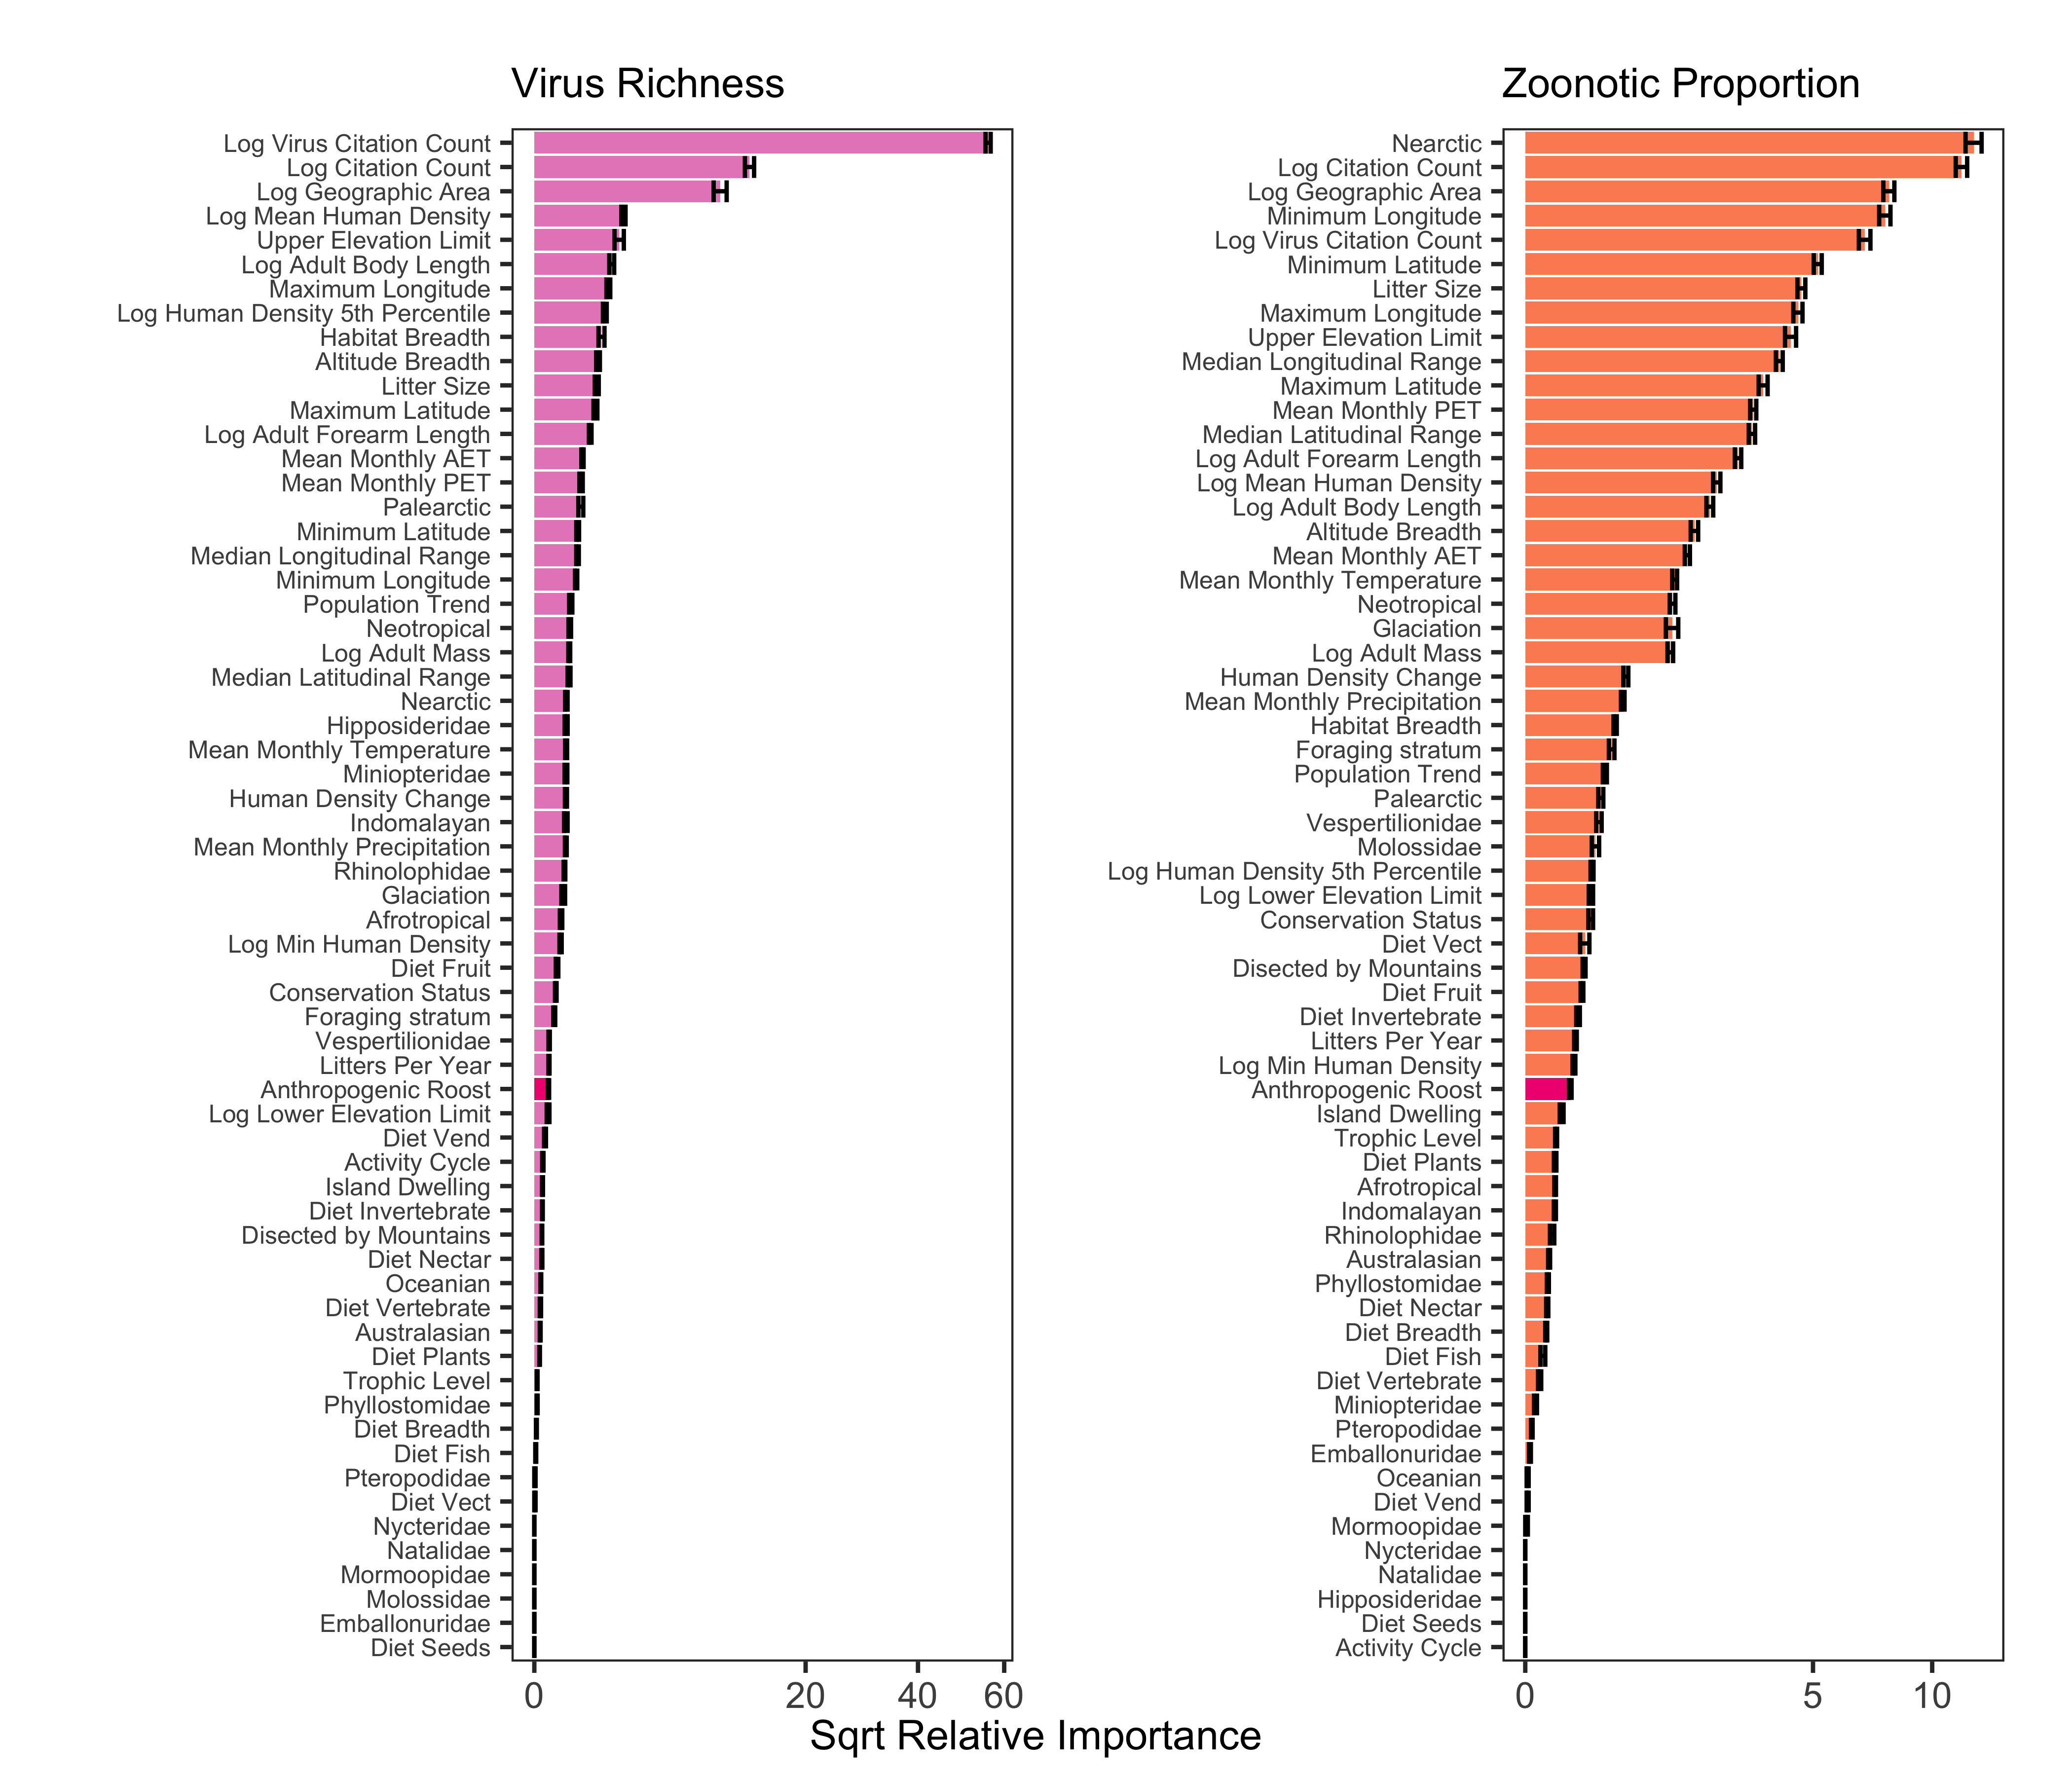 Virus Richness
Log Virus Citation Count
Log Citation Count
Log Geographic Area
Log Mean Human Density
Upper Elevation Limit
Log Adult Body Length
Maximum Longitude
Log Human Density 5th Percentile
Habitat Breadth
Altitude Breadth
Litter Size
Maximum Latitude
Log Adult Forearm Length
Mean Monthly AET
Mean Monthly PET
Palearctic
Minimum Latitude
Median Longitudinal Range
Minimum Longitude
Population Trend
Neotropical
Log Adult Mass
Median Latitudinal Range
Nearctic
Hipposideridae
Mean Monthly Temperature
Miniopteridae
Human Density Change
Indomalayan
Mean Monthly Precipitation
Rhinolophidae
Glaciation
Afrotropical
Log Min Human Density
Diet Fruit
Conservation Status
Foraging stratum
Vespertilionidae
Litters Per Year
Anthropogenic Roost
Log Lower Elevation Limit
Diet Vend
Activity Cycle
Island Dwelling
Diet Invertebrate
Disected by Mountains
Diet Nectar
Oceanian
Diet Vertebrate
Australasian
Diet Plants
Trophic Level
Phyllostomidae
Diet Breadth
Diet Fish
Pteropodidae
Diet Vect
Nycteridae
Natalidae
Mormoopidae
Molossidae
Emballonuridae
Diet Seeds
0 20 40 60
Zoonotic Proportion
Nearctic
Log Citation Count
Log Geographic Area
Minimum Longitude
Log Virus Citation Count
Minimum Latitude
Litter Size
Maximum Longitude
Upper Elevation Limit
Median Longitudinal Range
Maximum Latitude
Mean Monthly PET
Median Latitudinal Range
Log Adult Forearm Length
Log Mean Human Density
Log Adult Body Length
Altitude Breadth
Mean Monthly AET
Mean Monthly Temperature
Neotropical
Glaciation
Log Adult Mass
Human Density Change
Mean Monthly Precipitation
Habitat Breadth
Foraging stratum
Population Trend
Palearctic
Vespertilionidae
Molossidae
Log Human Density 5th Percentile
Log Lower Elevation Limit
Conservation Status
Diet Vect
Disected by Mountains
Diet Fruit
Diet Invertebrate
Litters Per Year
Log Min Human Density
Anthropogenic Roost
Island Dwelling
Trophic Level
Diet Plants
Afrotropical
Indomalayan
Rhinolophidae
Australasian
Phyllostomidae
Diet Nectar
Diet Breadth
Diet Fish
Diet Vertebrate
Miniopteridae
Pteropodidae
Emballonuridae
Oceanian
Diet Vend
Mormoopidae
Nycteridae
Natalidae
Hipposideridae
Diet Seeds
Activity Cycle
0 5 10
Sqrt Relative Importance